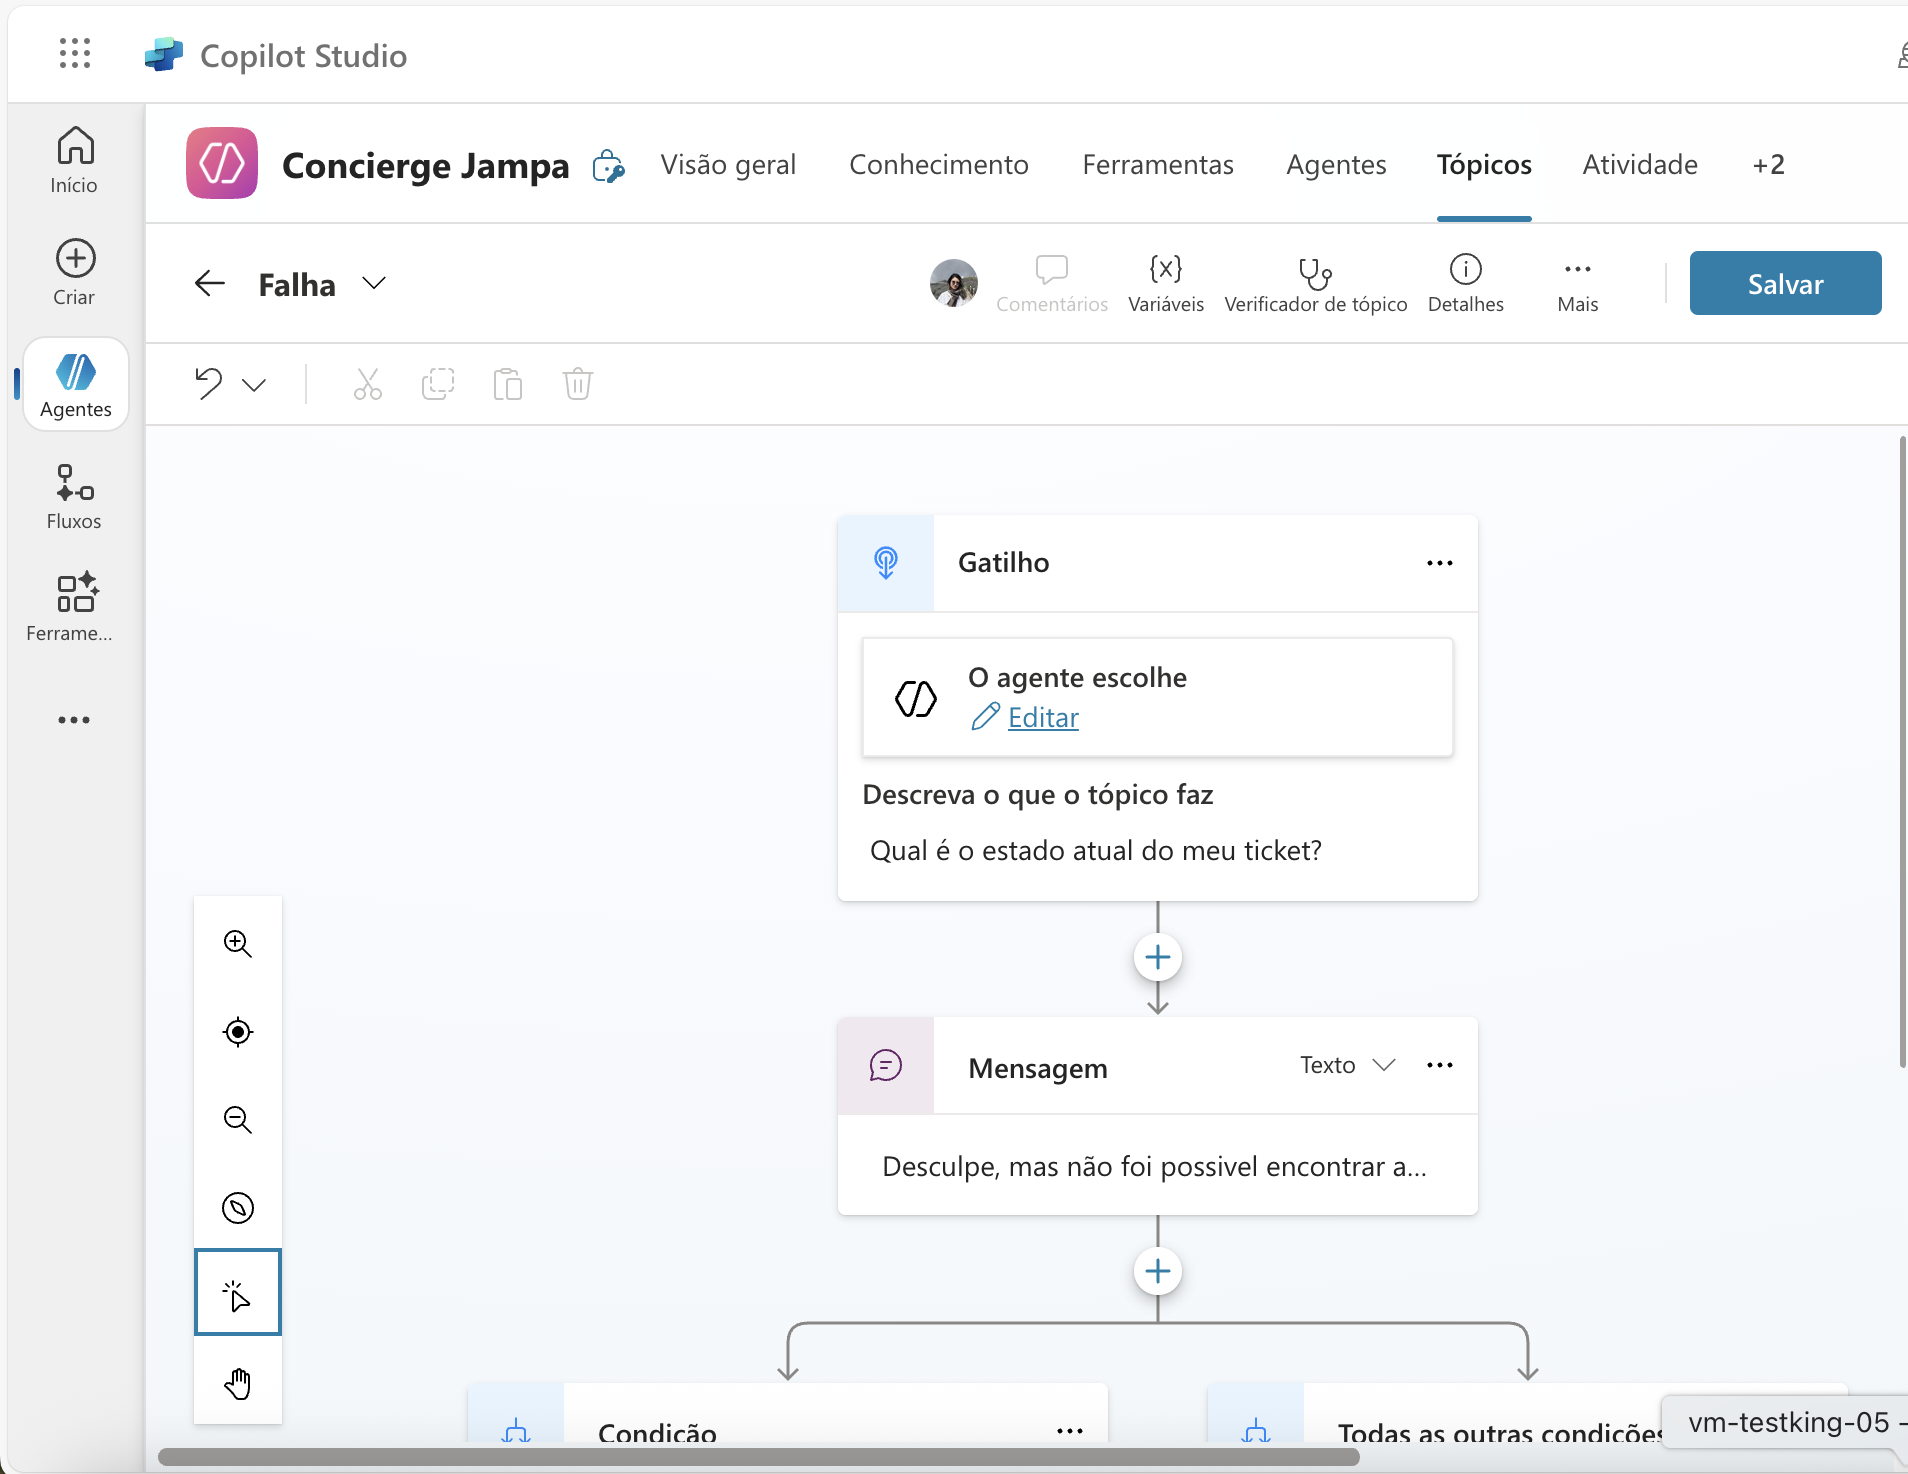 Copilot Studio
Início
Criar
Agentes
Fluxos
Ferrame...
Concierge Jampa
Visão geral
Conhecimento
Ferramentas
Agentes
Tópicos
Atividade
+2
Falha
Comentários
Variáveis
Verificador de tópico
Detalhes
Mais
Salvar
Gatilho
O agente escolhe
Editar
Descreva o que o tópico faz
Qual é o estado atual do meu ticket?
Mensagem
Texto
Desculpe, mas não foi possivel encontrar a...
Condição
Todas as outras condições
vm-testking-05 -